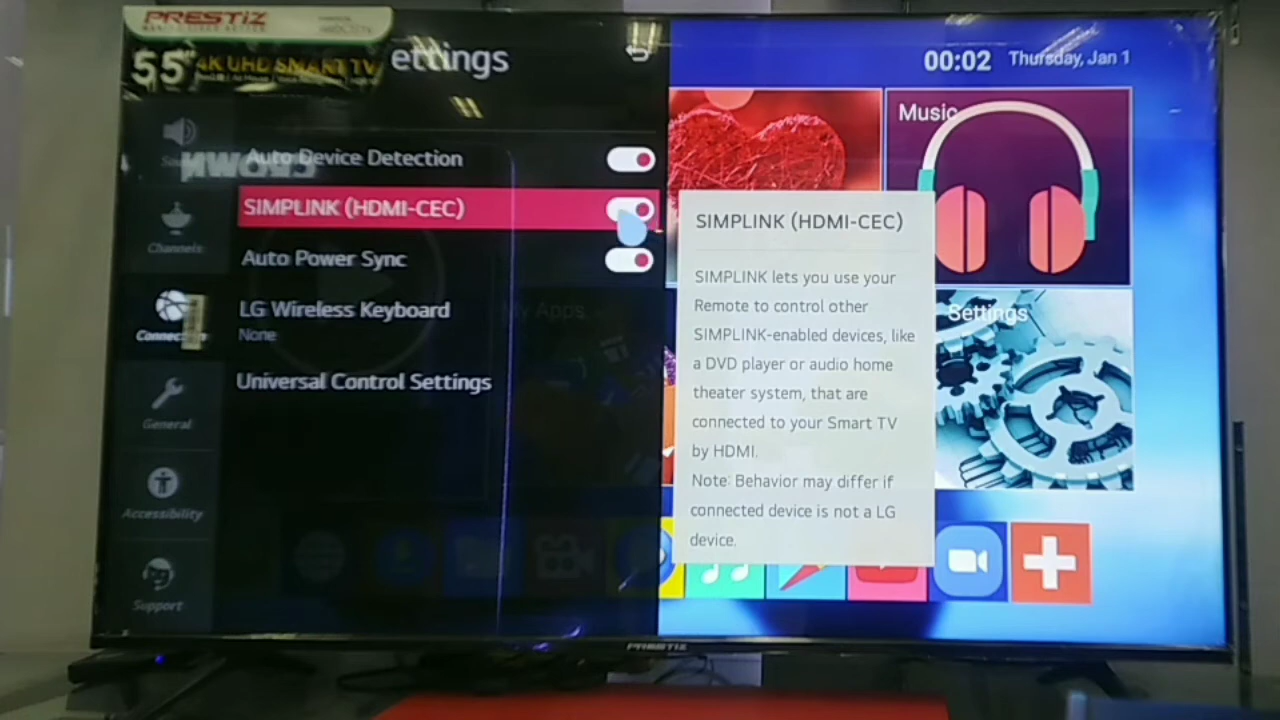 PRESTIZ
55" 4K UHD SMART TV
ettings
00:02 Thursday, Jan 1
Auto Device Detection
SIMPLINK (HDMI-CEC)
Auto Power Sync
LG Wireless Keyboard
None
Universal Control Settings
Channels
General
Accessibility
Support
Music
My Apps
Settings
SIMPLINK (HDMI-CEC)
SIMPLINK lets you use your
Remote to control other
SIMPLINK-enabled devices, like
a DVD player or audio home
theater system, that are
connected to your Smart TV
by HDMI.
Note: Behavior may differ if
connected device is not a LG
device.
PRESTIZ